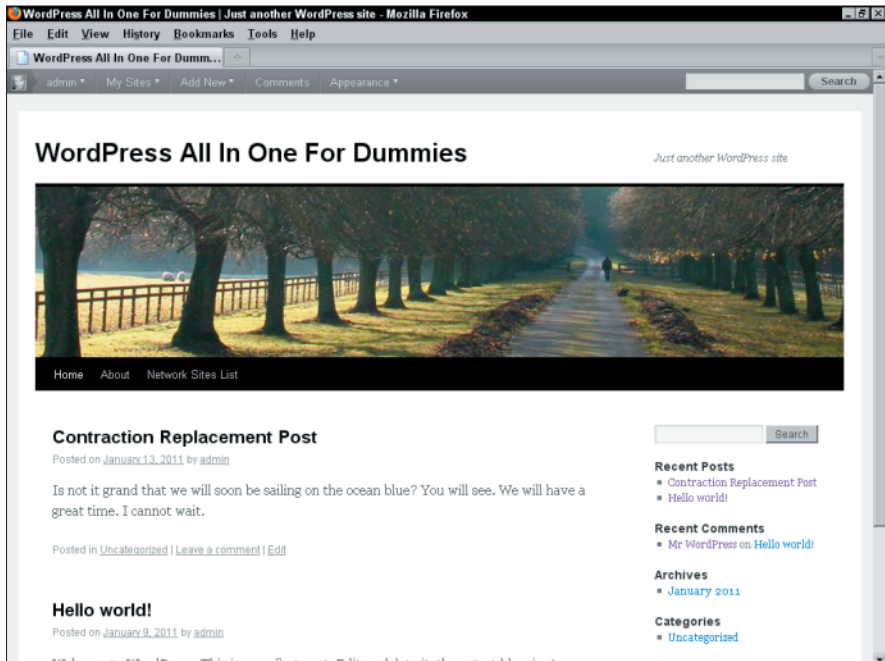 WordPress All In One For Dummies | Just another WordPress site - Mozilla Firefox
File Edit View History Bookmarks Tools Help
WordPress All In One For Dumm...
admin My Sites Add New Comments Appearance Search
WordPress All In One For Dummies
Just another WordPress site
Home About Network Sites List
Contraction Replacement Post
Posted on January 13, 2011 by admin
Is not it grand that we will soon be sailing on the ocean blue? You will see. We will have a
great time. I cannot wait.
Posted in Uncategorized | Leave a comment | Edit
Hello world!
Posted on January 9, 2011 by admin
Search
Recent Posts
Contraction Replacement Post
Hello world!
Recent Comments
Mr WordPress on Hello world!
Archives
January 2011
Categories
Uncategorized